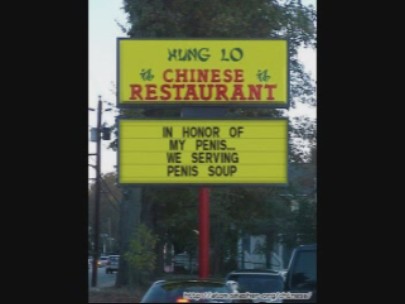 HUNG LO
CHINESE
RESTAURANT
IN HONOR OF
MY PENIS...
WE SERVING
PENIS SOUP